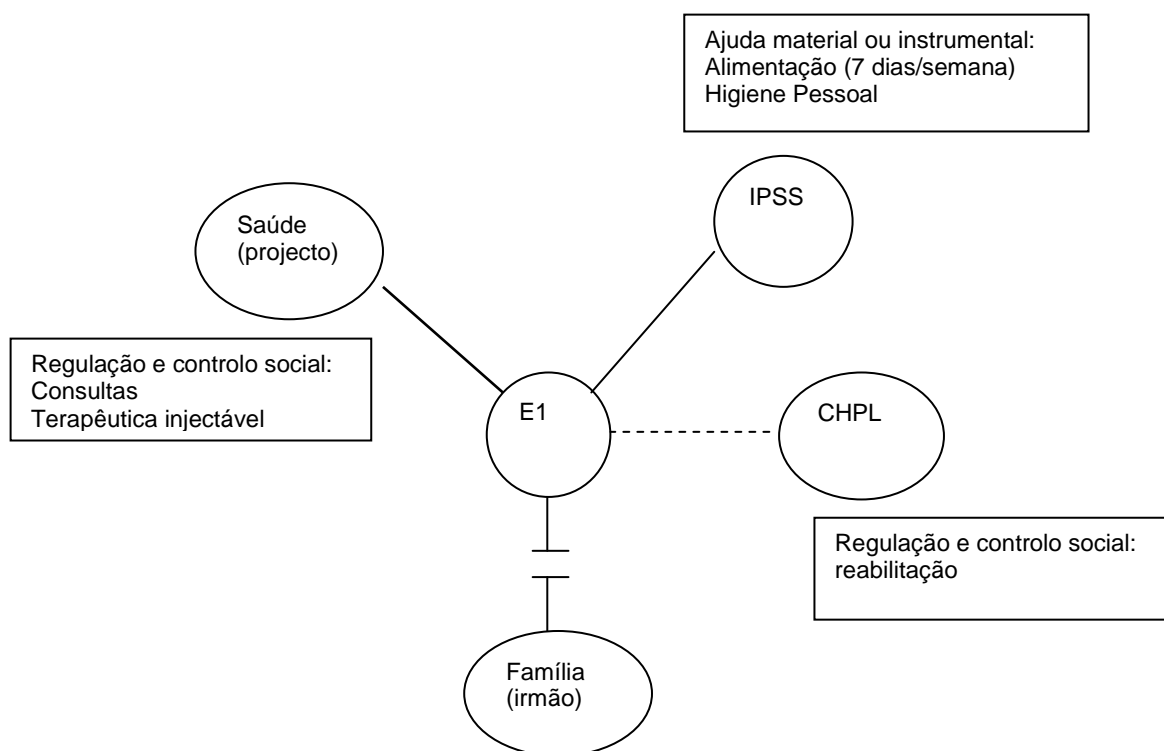 Ajuda material ou instrumental:
Alimentação (7 dias/semana)
Higiene Pessoal
IPSS
Saúde
(projecto)
Regulação e controlo social:
Consultas
Terapêutica injectável
E1
CHPL
Regulação e controlo social:
reabilitação
Família
(irmão)